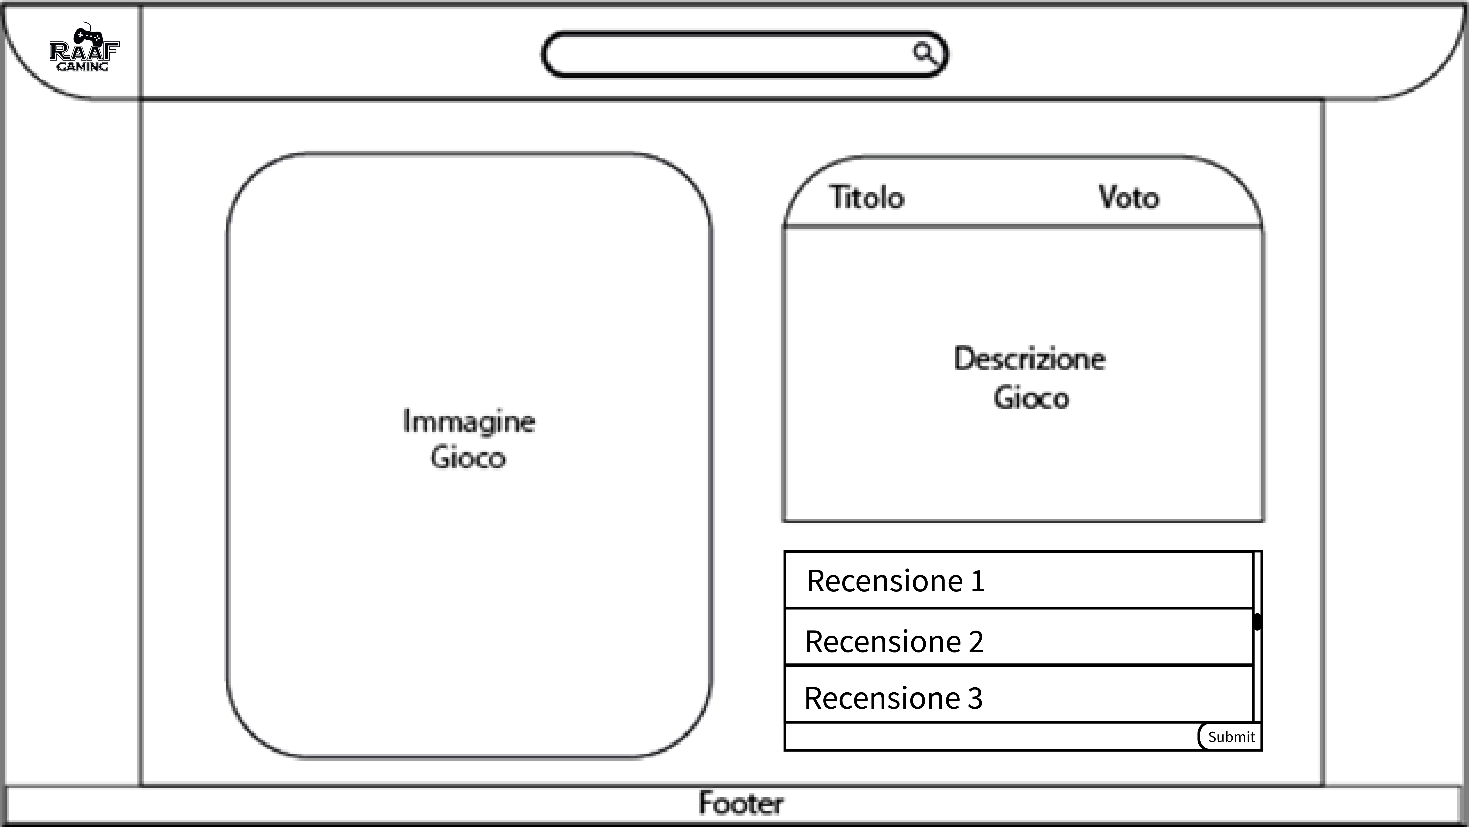 RAAF
GAMING
Titolo
Voto
Descrizione
Gioco
Immagine
Gioco
Recensione 1
Recensione 2
Recensione 3
Submit
Footer